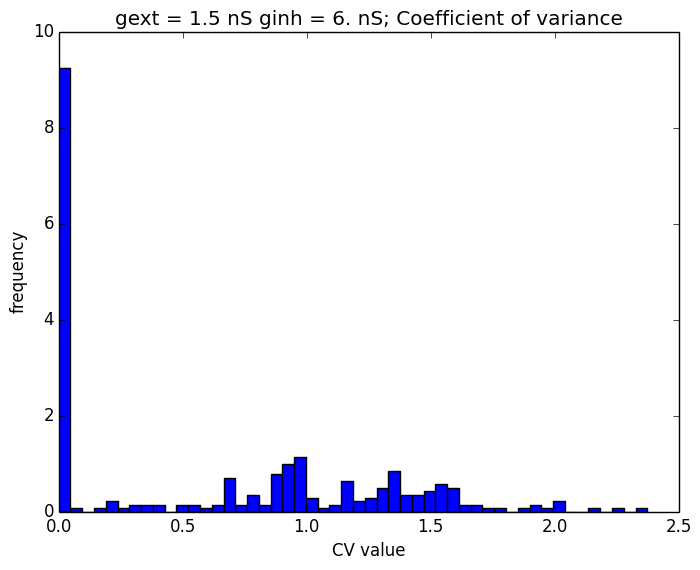 gext = 1.5 nS ginh = 6. nS; Coefficient of variance
10
8
6
4
2
0
frequency
0.0 0.5 1.0 1.5 2.0 2.5
CV value